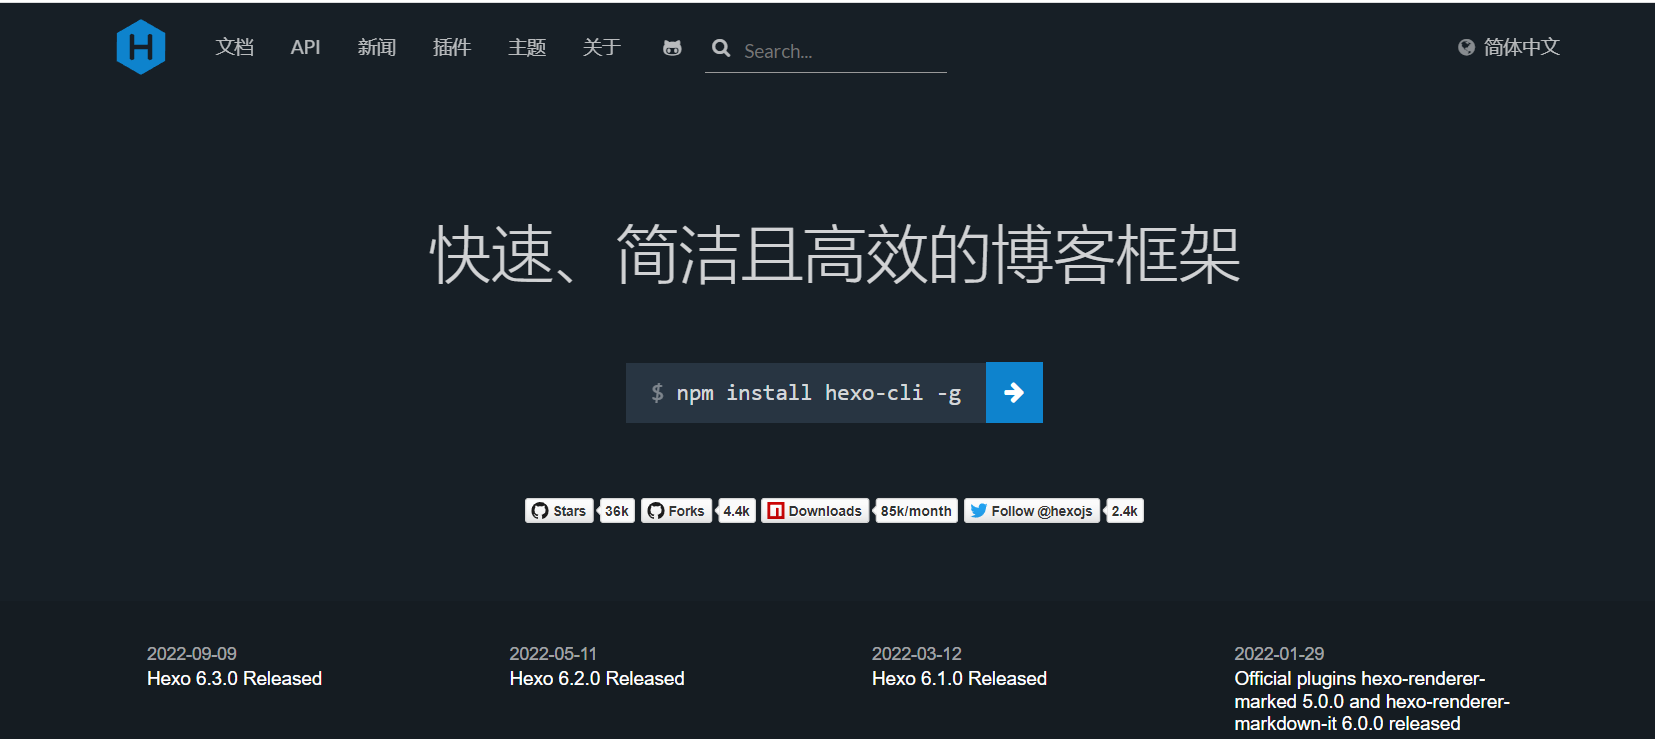 H 文档 API 新闻 插件 主题 关于 Search... 简体中文
快速、简洁且高效的博客框架
$ npm install hexo-cli -g
Stars 36k Forks 4.4k Downloads 85k/month Follow @hexojs 2.4k
2022-09-09
Hexo 6.3.0 Released
2022-05-11
Hexo 6.2.0 Released
2022-03-12
Hexo 6.1.0 Released
2022-01-29
Official plugins hexo-renderer-
marked 5.0.0 and hexo-renderer-
markdown-it 6.0.0 released